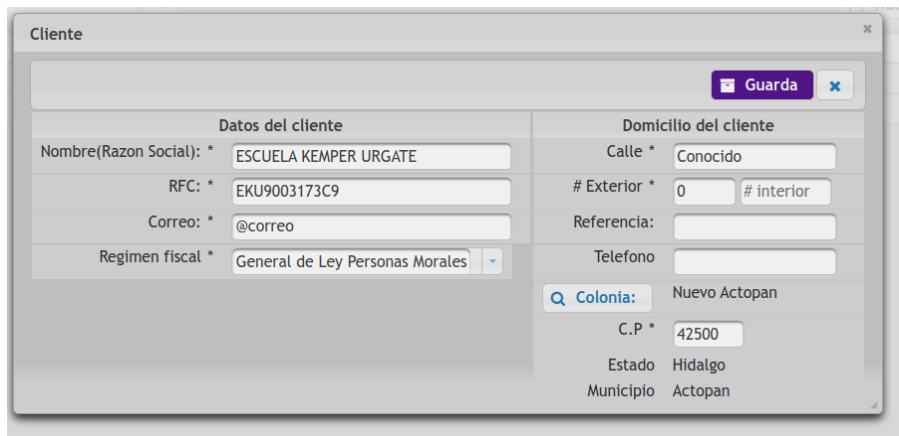 Cliente
Guarda
Datos del cliente
Nombre(Razon Social): * ESCUELA KEMPER URGATE
RFC: * EKU9003173C9
Correo: * @correo
Regimen fiscal * General de Ley Personas Morales
Domicilio del cliente
Calle * Conocido
# Exterior * 0 # interior
Referencia:
Telefono
Colonia: Nuevo Actopan
C.P * 42500
Estado Hidalgo
Municipio Actopan